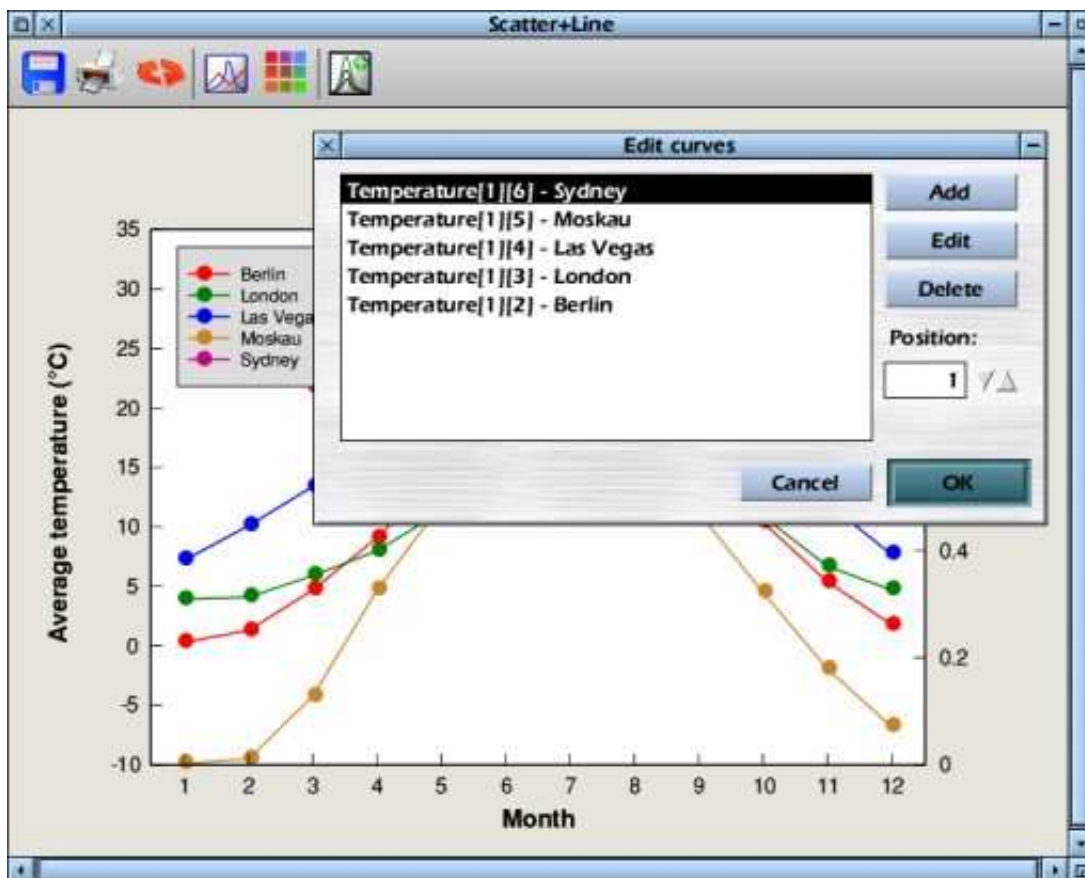 Scatter+Line
Edit curves
Temperature[1][6] - Sydney
Temperature[1][5] - Moskau
Temperature[1][4] - Las Vegas
Temperature[1][3] - London
Temperature[1][2] - Berlin
Add
Edit
Delete
Position:
1
Cancel
OK
Average temperature (°C)
35
30
25
20
15
10
5
0
-5
-10
Berlin
London
Las Vega
Moskau
Sydney
0.4
0.2
0
1 2 3 4 5 6 7 8 9 10 11 12
Month